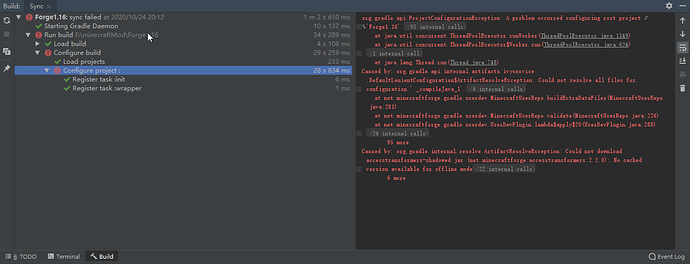 Build: Sync ×
Forge1.16: sync failed at 2020/10/24 20:12 1 m 2 s 610 ms
Starting Gradle Daemon 10 s 137 ms
Run build F:\minecraftMod\Forge1.16 34 s 289 ms
Load build 4 s 108 ms
Configure build 29 s 259 ms
Load projects 233 ms
Configure project : 28 s 834 ms
Register task :init 6 ms
Register task :wrapper 1 ms
org.gradle.api.ProjectConfigurationException: A problem occurred configuring root project
'Forge1.16'. <35 internal calls>
at java.util.concurrent.ThreadPoolExecutor.runWorker(ThreadPoolExecutor.java:1149)
at java.util.concurrent.ThreadPoolExecutor$Worker.run(ThreadPoolExecutor.java:624)
<1 internal call>
at java.lang.Thread.run(Thread.java:748)
Caused by: org.gradle.api.internal.artifacts.ivyservice
.DefaultLenientConfiguration$ArtifactResolveException: Could not resolve all files for
configuration ':_compileJava_1'. <6 internal calls>
at net.minecraftforge.gradle.userdev.MinecraftUserRepo.buildExtraDataFiles(MinecraftUserRepo
.java:281)
at net.minecraftforge.gradle.userdev.MinecraftUserRepo.validate(MinecraftUserRepo.java:226)
at net.minecraftforge.gradle.userdev.UserDevPlugin.lambda$apply$20(UserDevPlugin.java:288)
<24 internal calls>
... 95 more
Caused by: org.gradle.internal.resolve.ArtifactResolveException: Could not download
accesstransformers-shadowed.jar (net.minecraftforge:accesstransformers:2.2.0): No cached
version available for offline mode <22 internal calls>
... 6 more
6: TODO Terminal Build Event Log